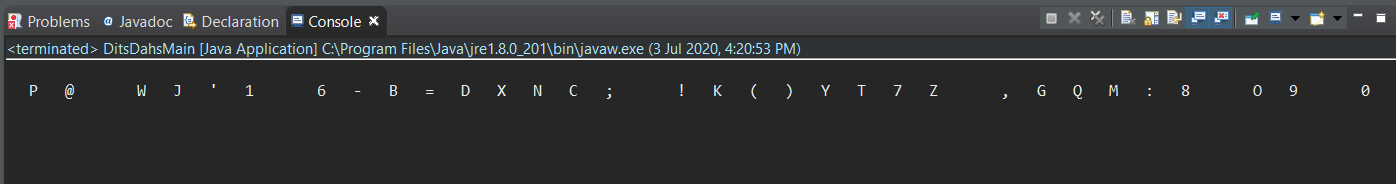 Problems Javadoc Declaration Console
<terminated> DitsDahsMain [Java Application] C:\Program Files\Java\jre1.8.0_201\bin\javaw.exe (3 Jul 2020, 4:20:53 PM)
P @ W J ' 1 6 - B = D X N C ; ! K ( ) Y T 7 Z , G Q M : 8 O 9 0